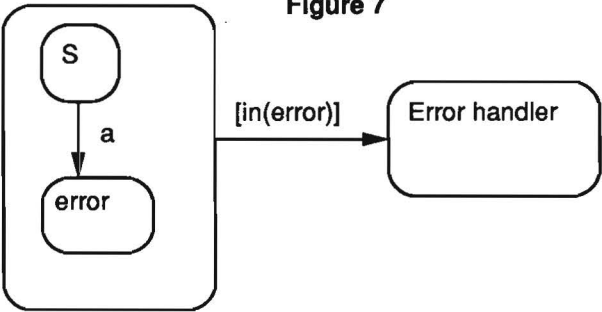 Figure 7
S
a
error
[in(error)]
Error handler